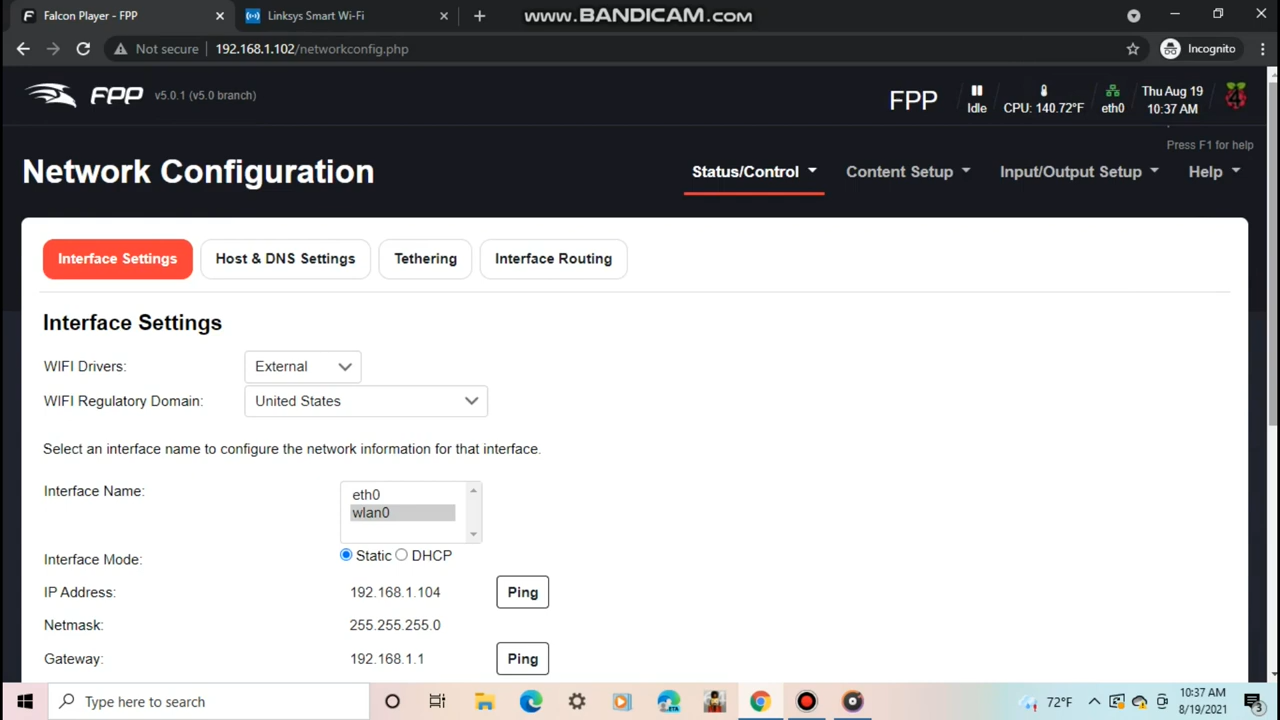 Falcon Player - FPP
Linksys Smart Wi-Fi
www.BANDICAM.com
Not secure 192.168.1.102/networkconfig.php
Incognito
FPP v5.0.1 (v5.0 branch)
FPP
Idle
CPU: 140.72°F
eth0
Thu Aug 19
10:37 AM
Press F1 for help
Network Configuration
Status/Control
Content Setup
Input/Output Setup
Help
Interface Settings
Host & DNS Settings
Tethering
Interface Routing
Interface Settings
WIFI Drivers: External
WIFI Regulatory Domain: United States
Select an interface name to configure the network information for that interface.
Interface Name: eth0
wlan0
Interface Mode: Static DHCP
IP Address: 192.168.1.104 Ping
Netmask: 255.255.255.0
Gateway: 192.168.1.1 Ping
Type here to search
72°F
10:37 AM
8/19/2021
3